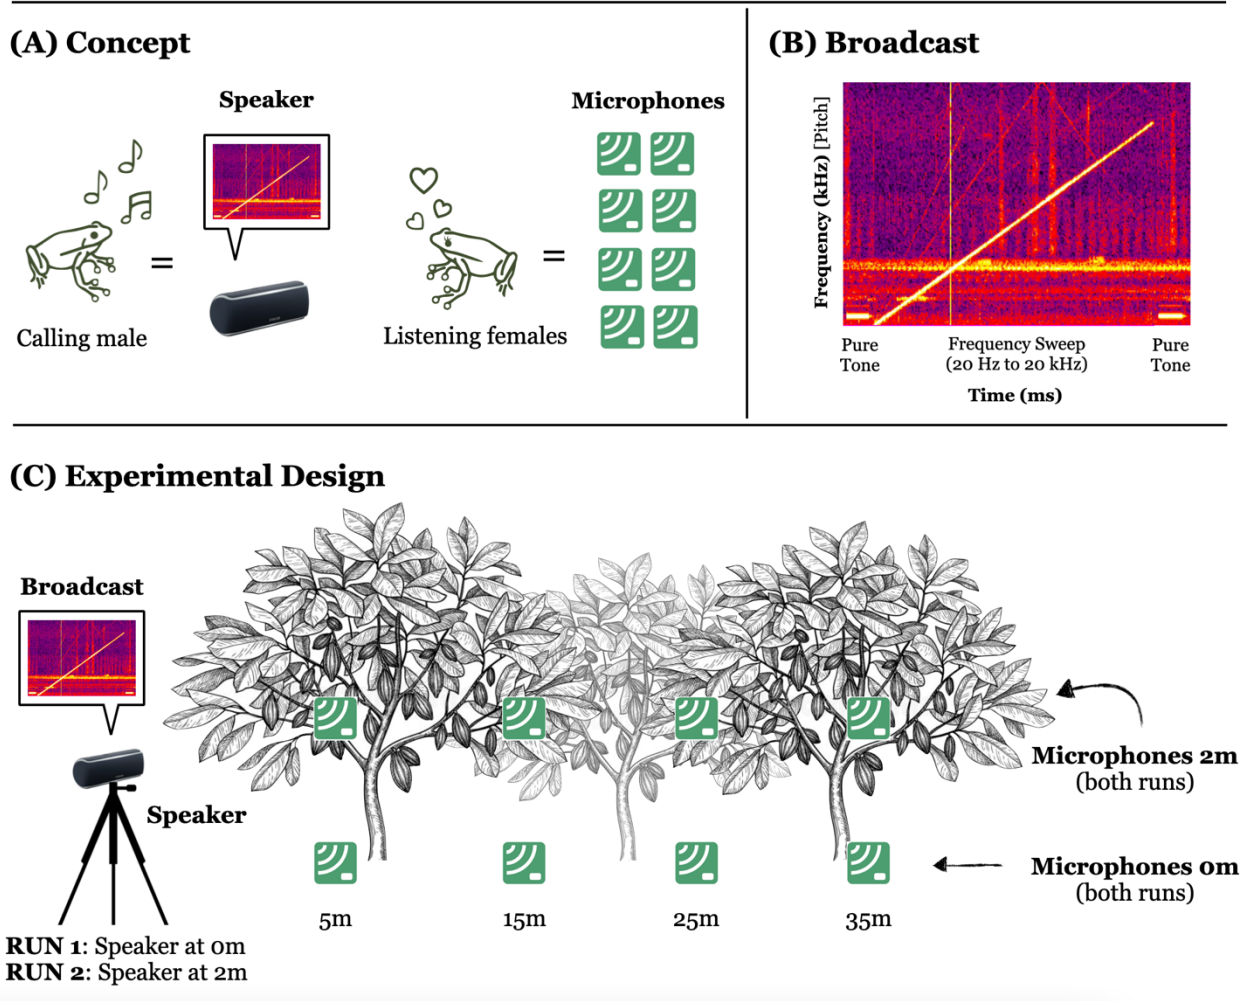 (A) Concept
Speaker
Microphones
Calling male
=
Listening females
=
(B) Broadcast
Frequency (kHz) [Pitch]
Pure
Tone
Frequency Sweep
(20 Hz to 20 kHz)
Pure
Tone
Time (ms)
(C) Experimental Design
Broadcast
Speaker
RUN 1: Speaker at 0m
RUN 2: Speaker at 2m
Microphones 2m
(both runs)
Microphones 0m
(both runs)
5m
15m
25m
35m